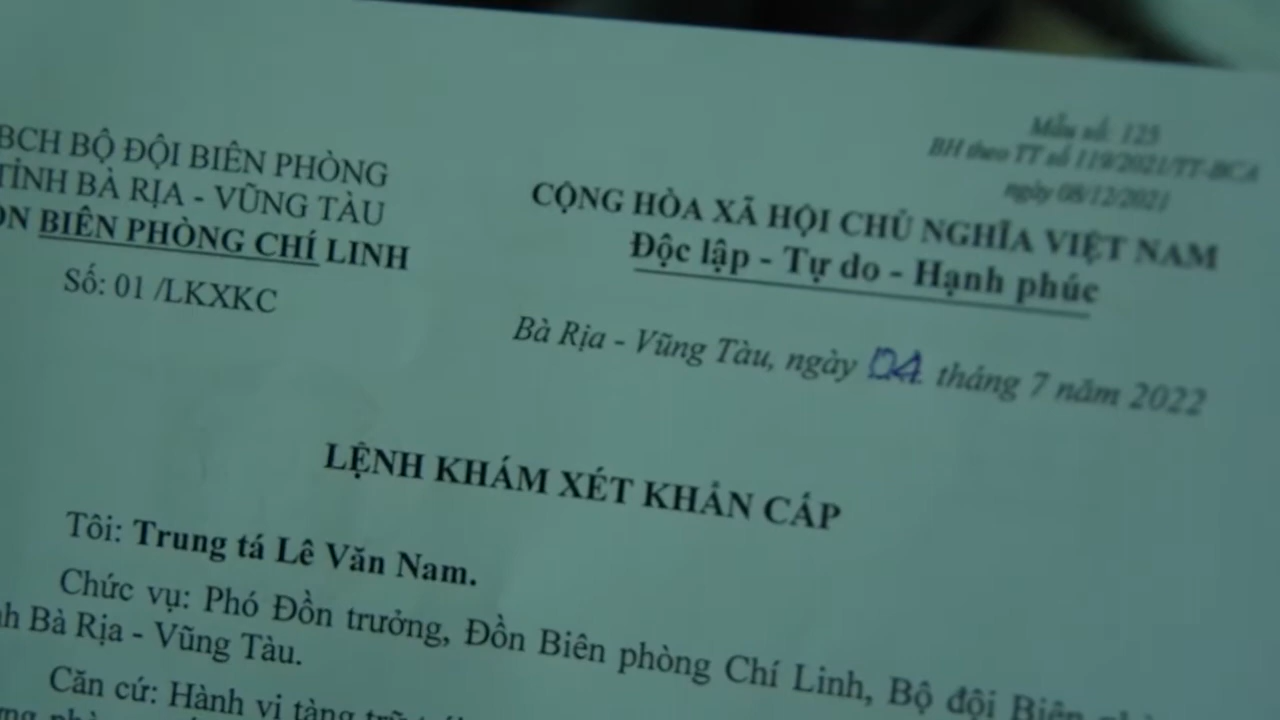 BCH BỘ ĐỘI BIÊN PHÒNG
TỈNH BÀ RỊA - VŨNG TÀU
BIÊN PHÒNG CHÍ LINH
Số: 01 /LKXKC
Mẫu số: 125
BH theo TT số 119/2021/TT-BCA
ngày 08/12/2021
CỘNG HÒA XÃ HỘI CHỦ NGHĨA VIỆT NAM
Độc lập - Tự do - Hạnh phúc
Bà Rịa - Vũng Tàu, ngày 04 tháng 7 năm 2022
LỆNH KHÁM XÉT KHẨN CẤP
Tôi: Trung tá Lê Văn Nam.
Chức vụ: Phó Đồn trưởng, Đồn Biên phòng Chí Linh, Bộ đội Biên
Bà Rịa - Vũng Tàu.
Căn cứ: Hành vi tàng trữ